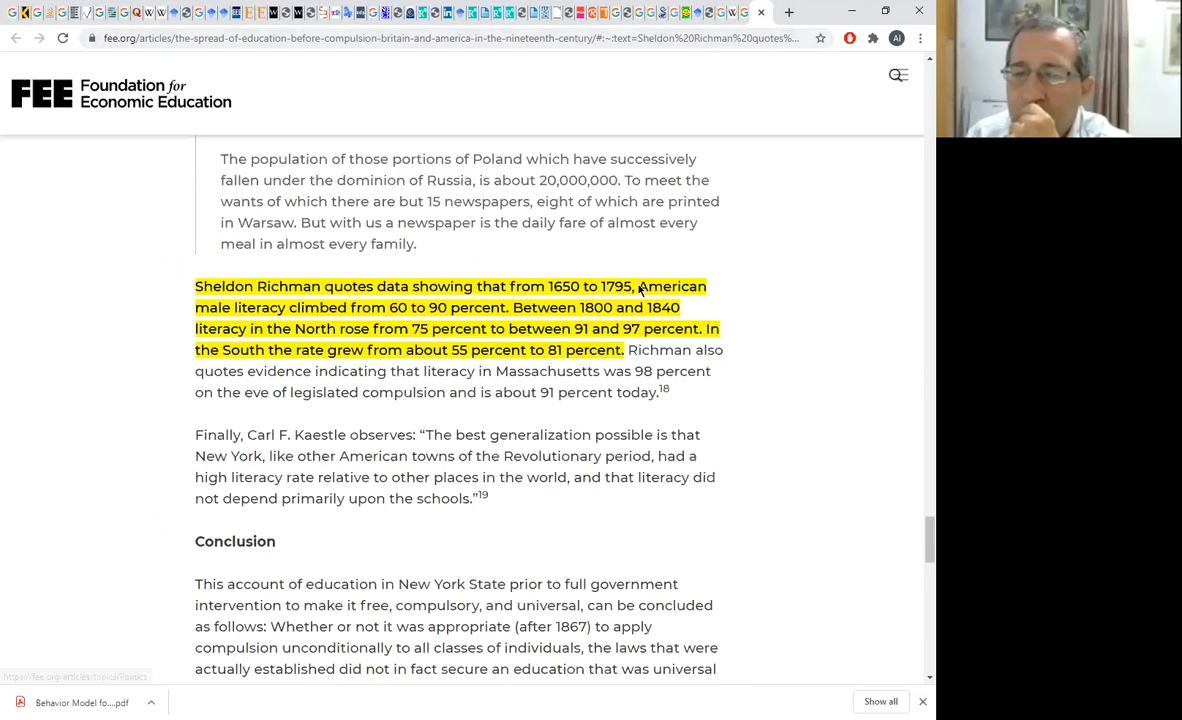 fee.org/articles/the-spread-of-education-before-compulsion-britain-and-america-in-the-nineteenth-century/#:~:text=Sheldon%20Richman%20quotes%...
AI
FEE Foundation for
Economic Education
The population of those portions of Poland which have successively
fallen under the dominion of Russia, is about 20,000,000. To meet the
wants of which there are but 15 newspapers, eight of which are printed
in Warsaw. But with us a newspaper is the daily fare of almost every
meal in almost every family.
Sheldon Richman quotes data showing that from 1650 to 1795, American
male literacy climbed from 60 to 90 percent. Between 1800 and 1840
literacy in the North rose from 75 percent to between 91 and 97 percent. In
the South the rate grew from about 55 percent to 81 percent. Richman also
quotes evidence indicating that literacy in Massachusetts was 98 percent
on the eve of legislated compulsion and is about 91 percent today.18
Finally, Carl F. Kaestle observes: “The best generalization possible is that
New York, like other American towns of the Revolutionary period, had a
high literacy rate relative to other places in the world, and that literacy did
not depend primarily upon the schools.”19
Conclusion
This account of education in New York State prior to full government
intervention to make it free, compulsory, and universal, can be concluded
as follows: Whether or not it was appropriate (after 1867) to apply
compulsion unconditionally to all classes of individuals, the laws that were
actually established did not in fact secure an education that was universal
https://fee.org/articles?topics/Politics
Behavior Model fo....pdf
Show all